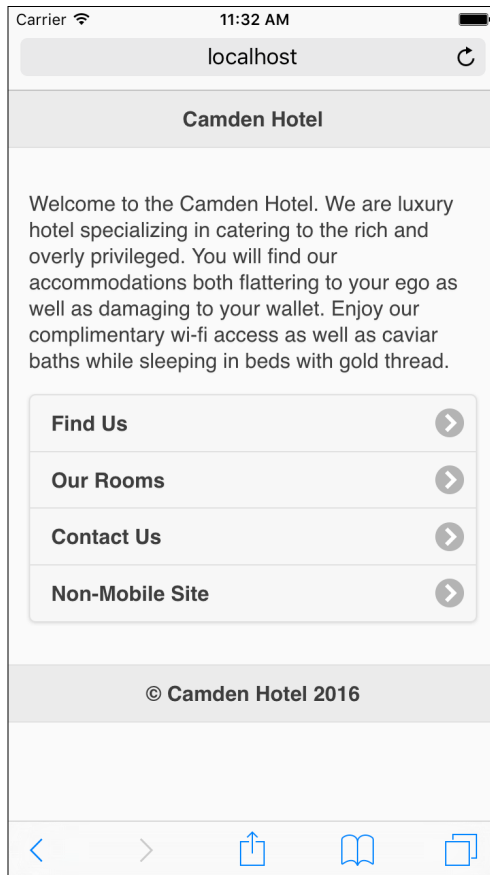 Carrier 11:32 AM
localhost
Camden Hotel
Welcome to the Camden Hotel. We are luxury
hotel specializing in catering to the rich and
overly privileged. You will find our
accommodations both flattering to your ego as
well as damaging to your wallet. Enjoy our
complimentary wi-fi access as well as caviar
baths while sleeping in beds with gold thread.
Find Us
Our Rooms
Contact Us
Non-Mobile Site
© Camden Hotel 2016